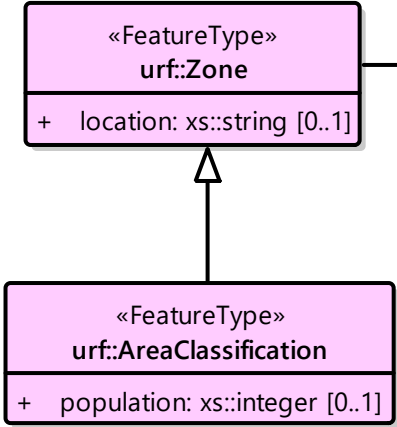 «FeatureType»
urf::Zone
+ location: xs::string [0..1]
«FeatureType»
urf::AreaClassification
+ population: xs::integer [0..1]